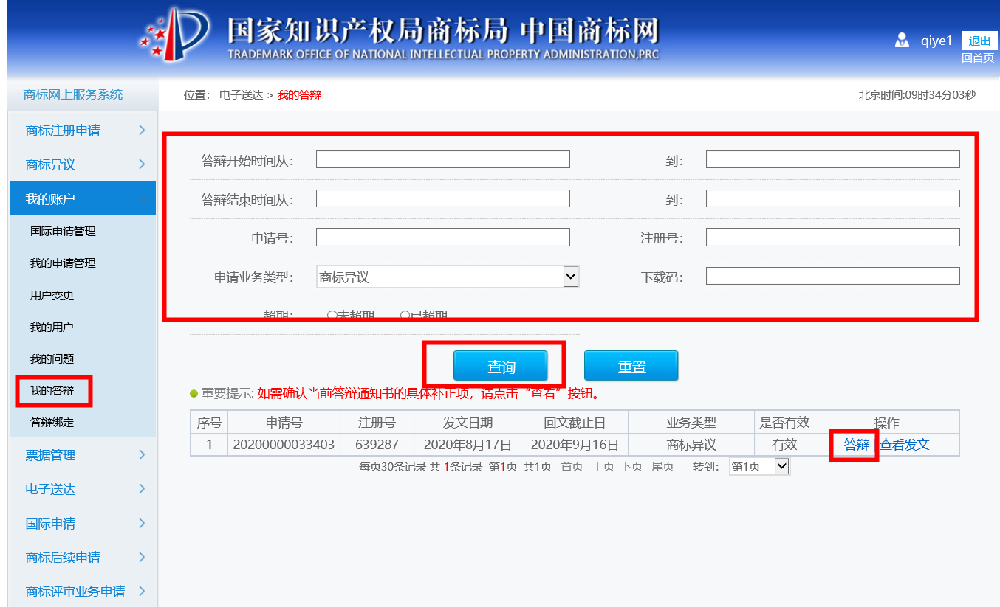 国家知识产权局商标局 中国商标网
TRADEMARK OFFICE OF NATIONAL INTELLECTUAL PROPERTY ADMINISTRATION,PRC
qiye1 退出
回首页
商标网上服务系统
位置： 电子送达 > 我的答辩
北京时间:09时34分03秒
商标注册申请
商标异议
我的账户
国际申请管理
我的申请管理
用户变更
我的用户
我的问题
我的答辩
答辩绑定
票据管理
电子送达
国际申请
商标后续申请
商标评审业务申请
答辩开始时间从： 到：
答辩结束时间从： 到：
申请号： 注册号：
申请业务类型： 商标异议 下载码：
超期： 未超期 已超期
查询 重置
重要提示: 如需确认当前答辩通知书的具体补正项，请点击“查看”按钮。
序号 申请号 注册号 发文日期 回文截止日 业务类型 是否有效 操作
1 20200000033403 639287 2020年8月17日 2020年9月16日 商标异议 有效 答辩 | 查看发文
每页30条记录 共 1条记录 第1页 共1页 首页 上页 下页 尾页 转到： 第1页